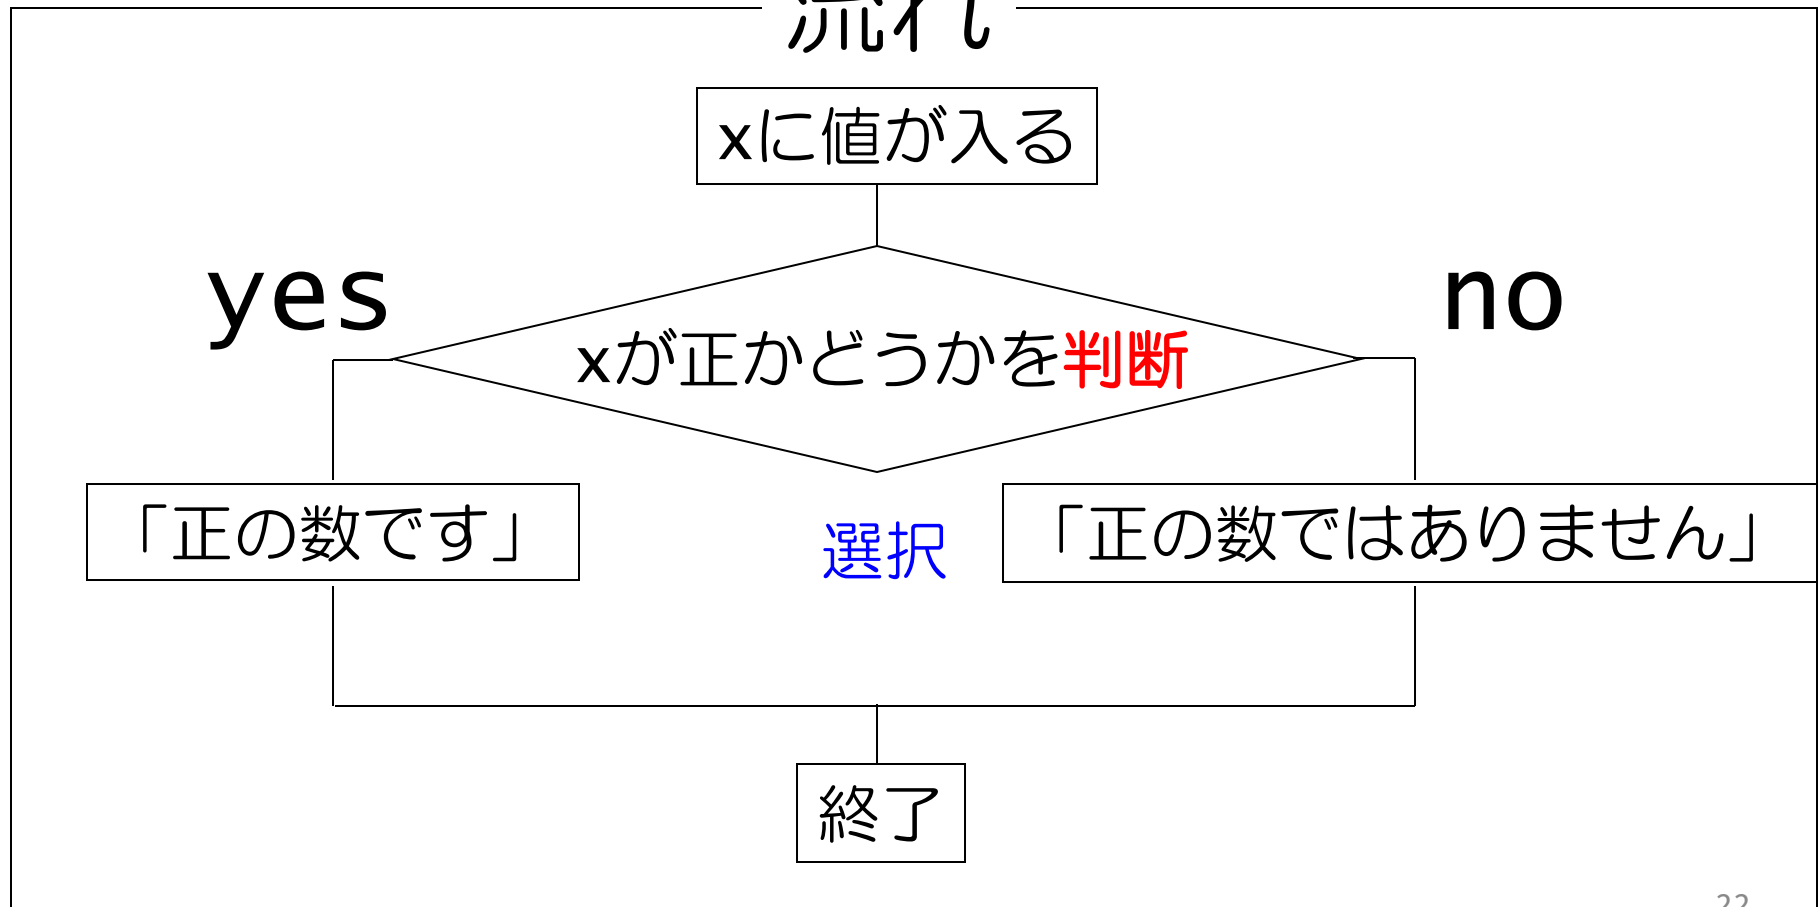 流れ
xに値が入る
yes
no
xが正かどうかを判断
「正の数です」
選択
「正の数ではありません」
終了
22